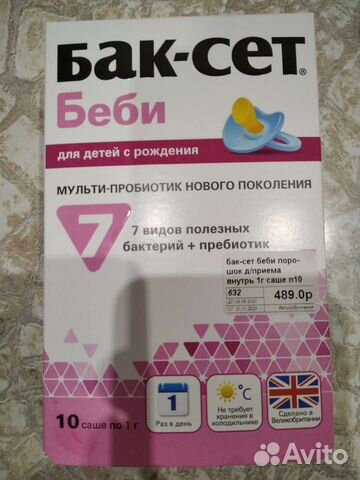 Бак-сет®
Беби
для детей с рождения
МУЛЬТИ-ПРОБИОТИК НОВОГО ПОКОЛЕНИЯ
7
7 видов полезных
бактерий + пребиотик
бак-сет беби поро-
шок д/приема
внутрь 1г саше n10
632
489.0р
1
°C
10 саше по 1 г
Раз в день
Не требует
хранения в
холодильнике
Сделано в
Великобритании
Avito